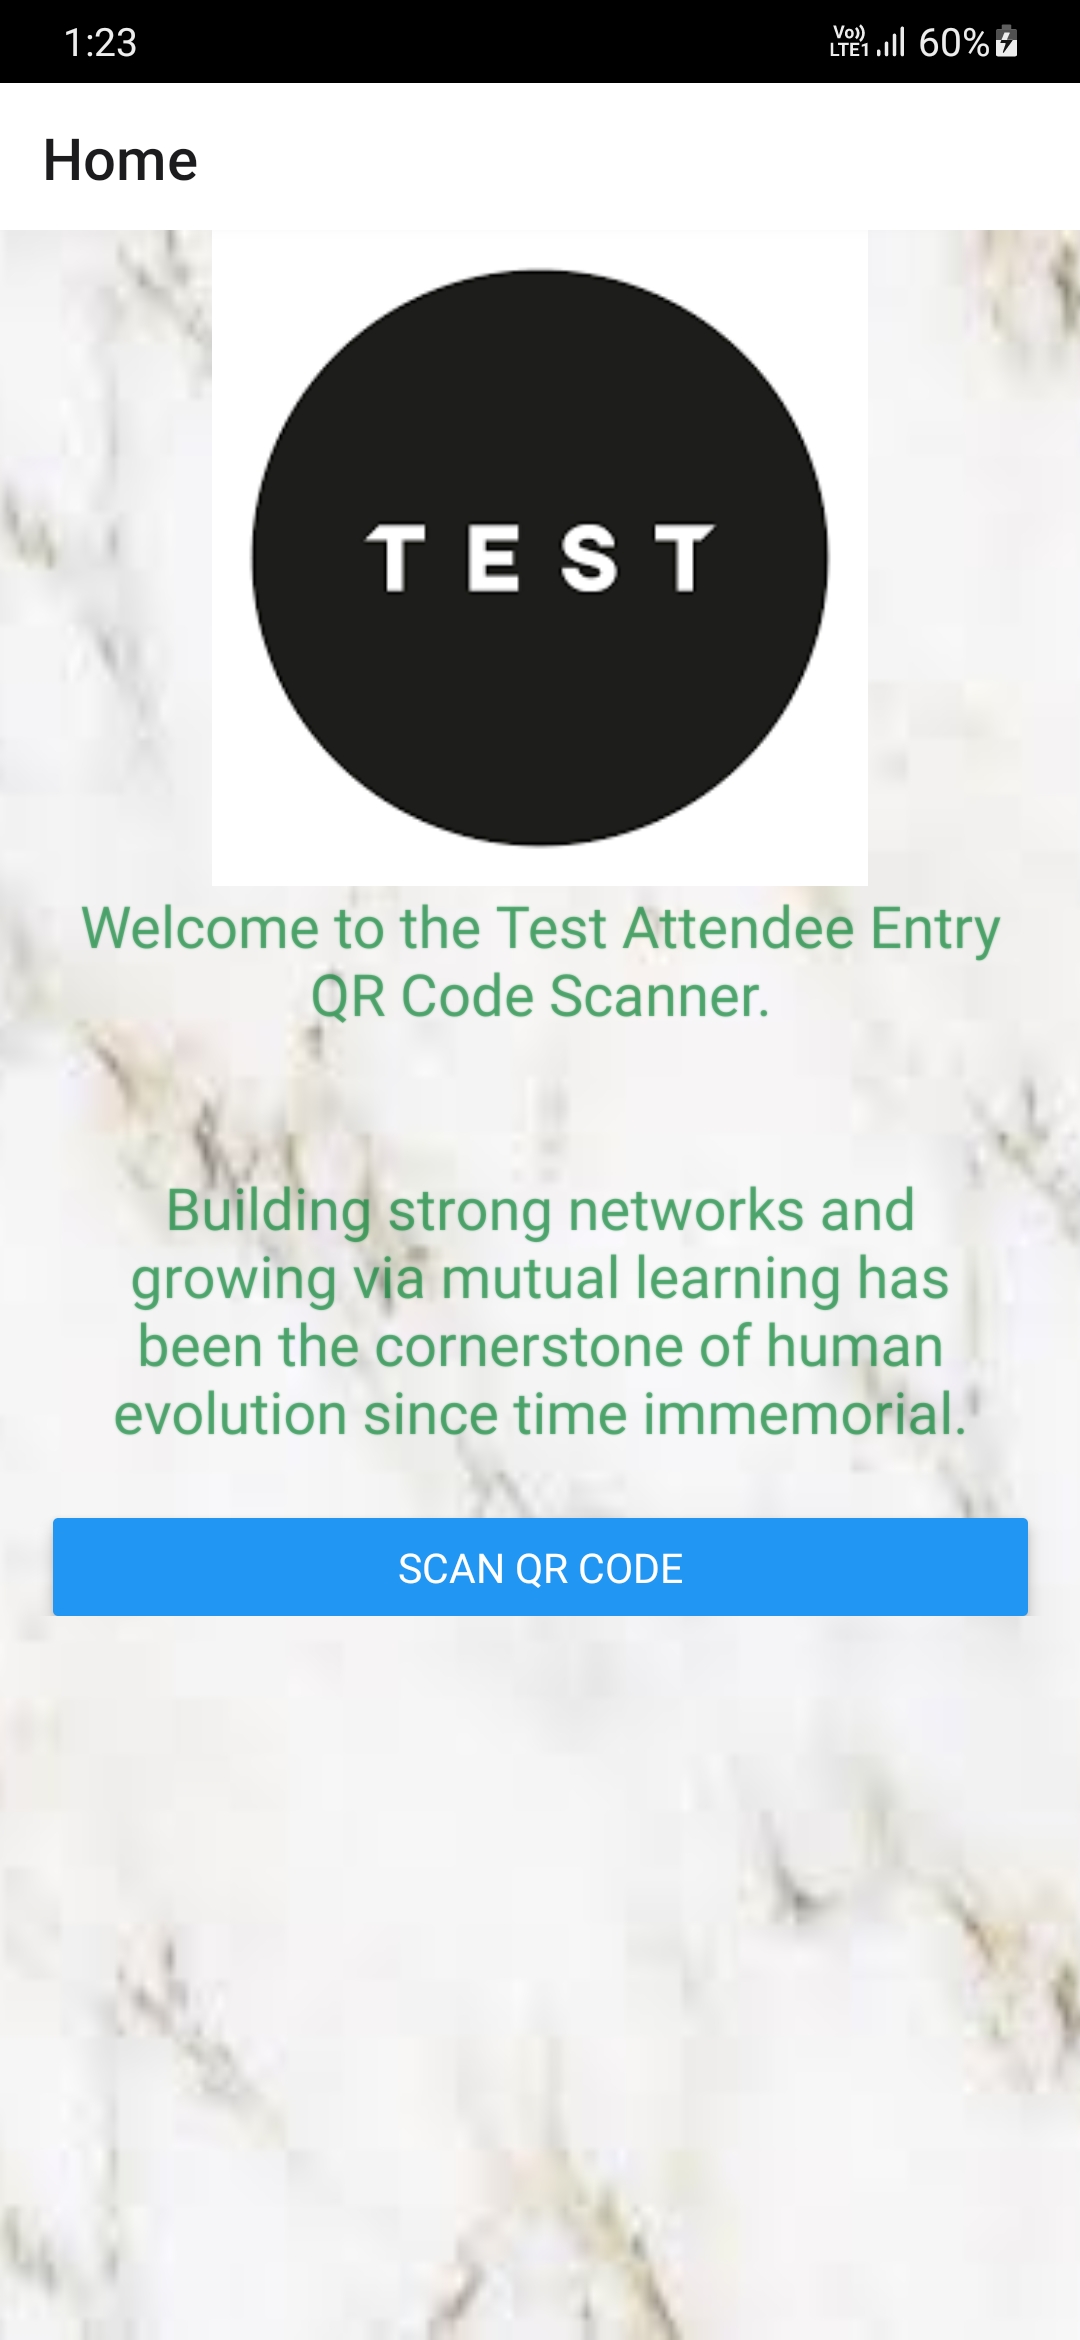 1:23 Vo)) LTE1 60%
Home
TEST
Welcome to the Test Attendee Entry
QR Code Scanner.
Building strong networks and
growing via mutual learning has
been the cornerstone of human
evolution since time immemorial.
SCAN QR CODE